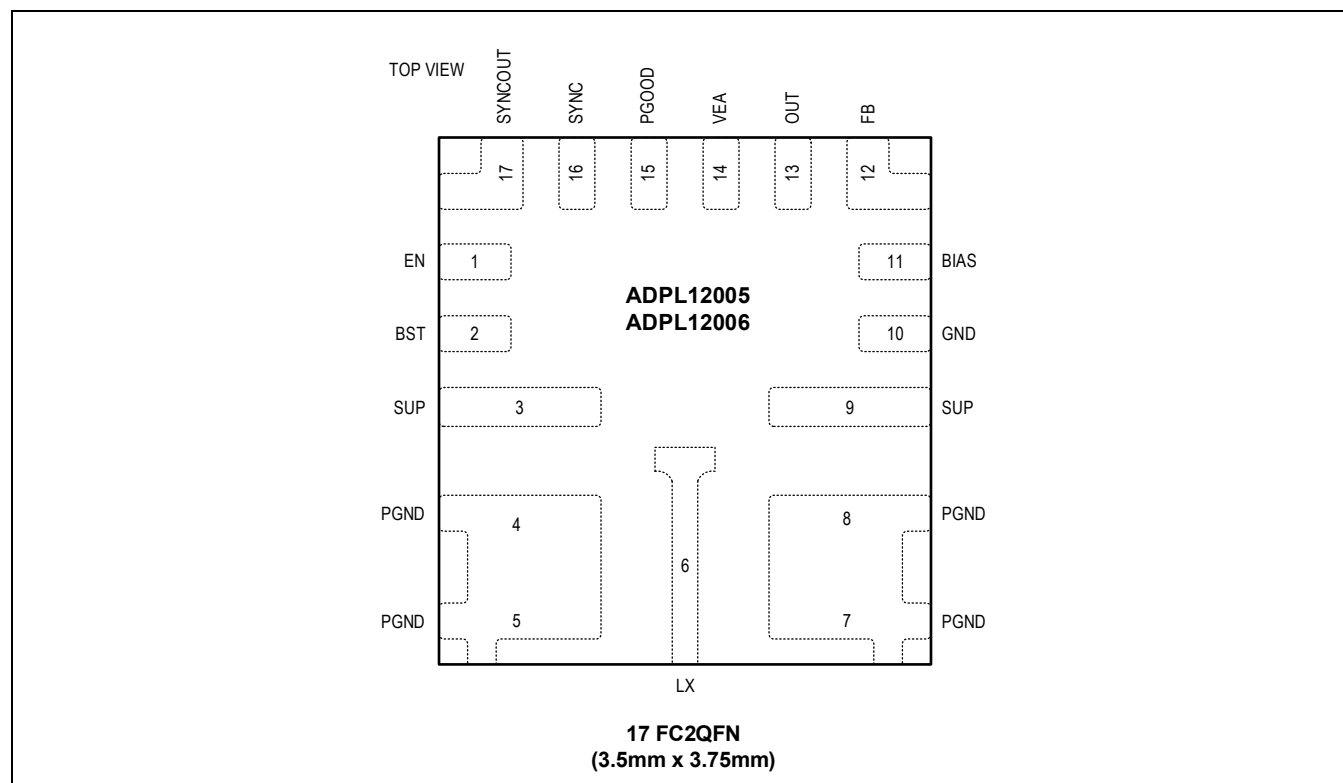 TOP VIEW
SYNCOUT
SYNC
PGOOD
VEA
OUT
FB
17
16
15
14
13
12
EN
1
11
BIAS
ADPL12005
ADPL12006
BST
2
10
GND
SUP
3
9
SUP
PGND
4
8
PGND
6
PGND
5
7
PGND
LX
17 FC2QFN
(3.5mm x 3.75mm)